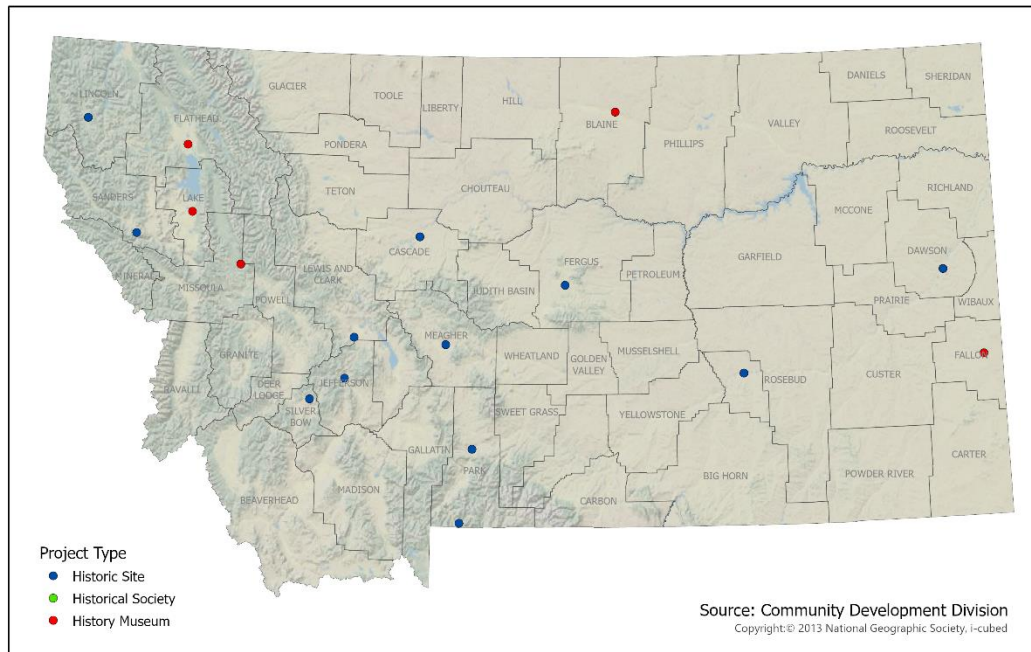 LINCOLN
FLATHEAD
GLACIER
TOOLE
LIBERTY
HILL
BLAINE
PHILLIPS
VALLEY
DANIELS
SHERIDAN
ROOSEVELT
PONDERA
TETON
CHOUTEAU
RICHLAND
MCCONE
SANDERS
LAKE
CASCADE
FERGUS
PETROLEUM
GARFIELD
DAWSON
MINERAL
MISSOULA
POWELL
LEWIS AND
CLARK
JUDITH BASIN
PRAIRIE
WIBAUX
MEAGHER
WHEATLAND
GOLDEN
VALLEY
MUSSELSHELL
ROSEBUD
CUSTER
FALLON
RAVALLI
GRANITE
DEER
LODGE
SILVER
BOW
JEFFERSON
SWEET GRASS
YELLOWSTONE
GALLATIN
PARK
BIG HORN
POWDER RIVER
CARTER
BEAVERHEAD
MADISON
CARBON
Project Type
Historic Site
Historical Society
History Museum
Source: Community Development Division
Copyright:© 2013 National Geographic Society, i-cubed